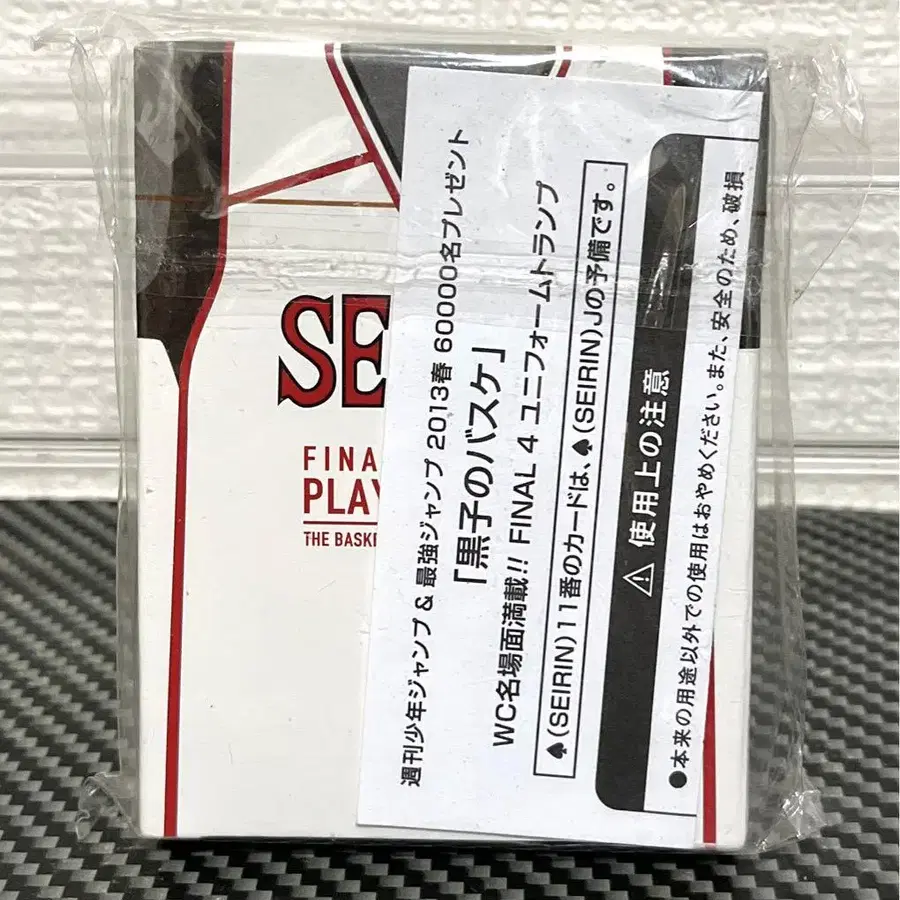 SE
FINA
PLAY
THE BASKE
週刊少年ジャンプ & 最強ジャンプ 2013春 60000名プレゼント
「黒子のバスケ」
WC名場面満載!! FINAL 4 ユニフォームトランプ
♠(SEIRIN)11番のカードは、♠(SEIRIN)Jの予備です。
⚠ 使用上の注意
●本来の用途以外での使用はおやめください。また、安全のため、破損